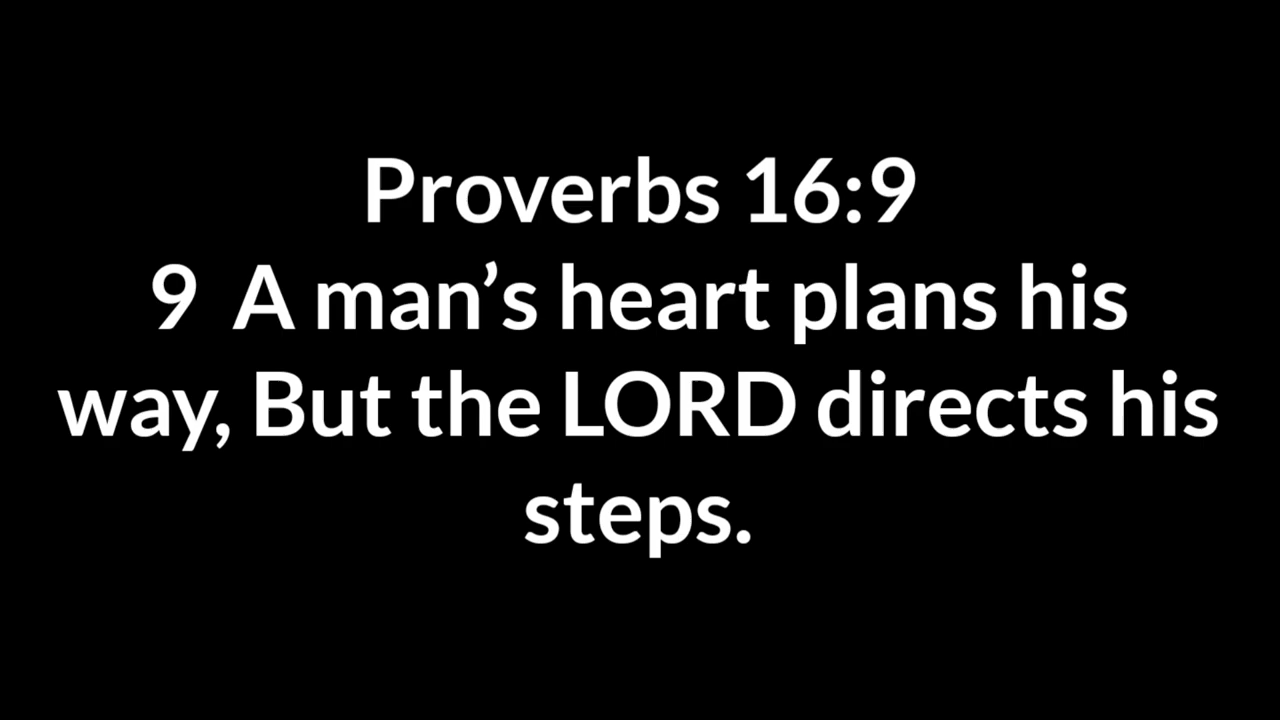 Proverbs 16:9
9  A man’s heart plans his
way, But the LORD directs his
steps.